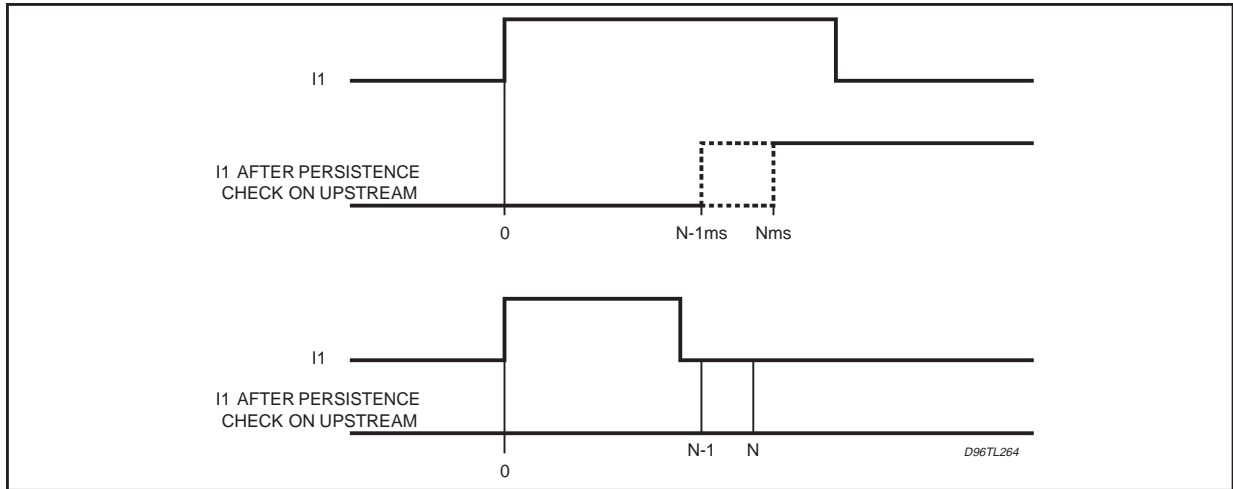 I1
I1 AFTER PERSISTENCE
CHECK ON UPSTREAM
0 N-1ms Nms
I1
I1 AFTER PERSISTENCE
CHECK ON UPSTREAM
N-1 N
D96TL264
0